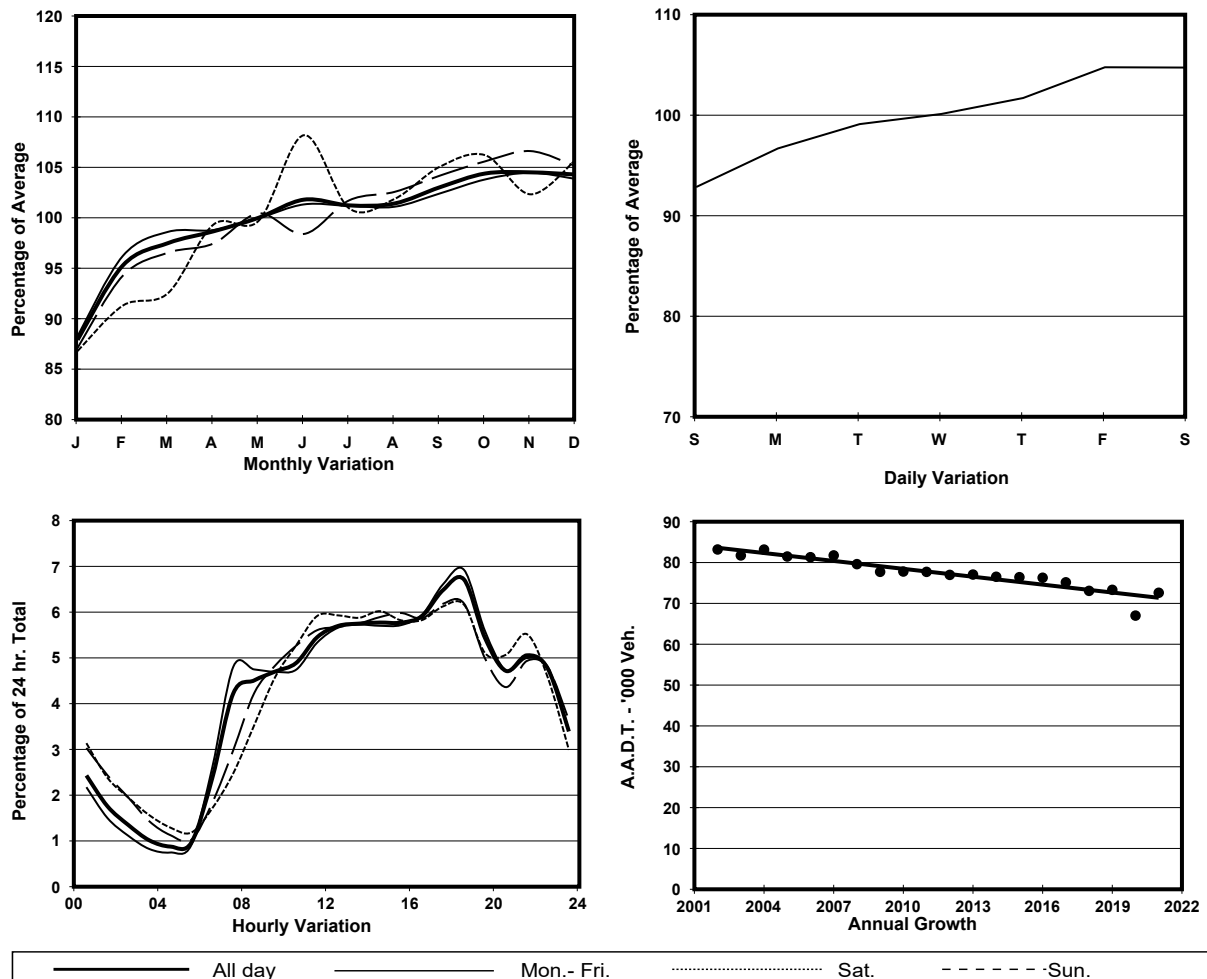 120
115
110
105
100
95
90
85
80
Percentage of Average
J F M A M J J A S O N D
Monthly Variation
110
100
90
80
70
Percentage of Average
S M T W T F S
Daily Variation
8
7
6
5
4
3
2
1
0
Percentage of 24 hr. Total
00 04 08 12 16 20 24
Hourly Variation
90
80
70
60
50
40
30
20
10
0
A.A.D.T. - '000 Veh.
2001 2004 2007 2010 2013 2016 2019 2022
Annual Growth
All day Mon.- Fri. Sat. Sun.